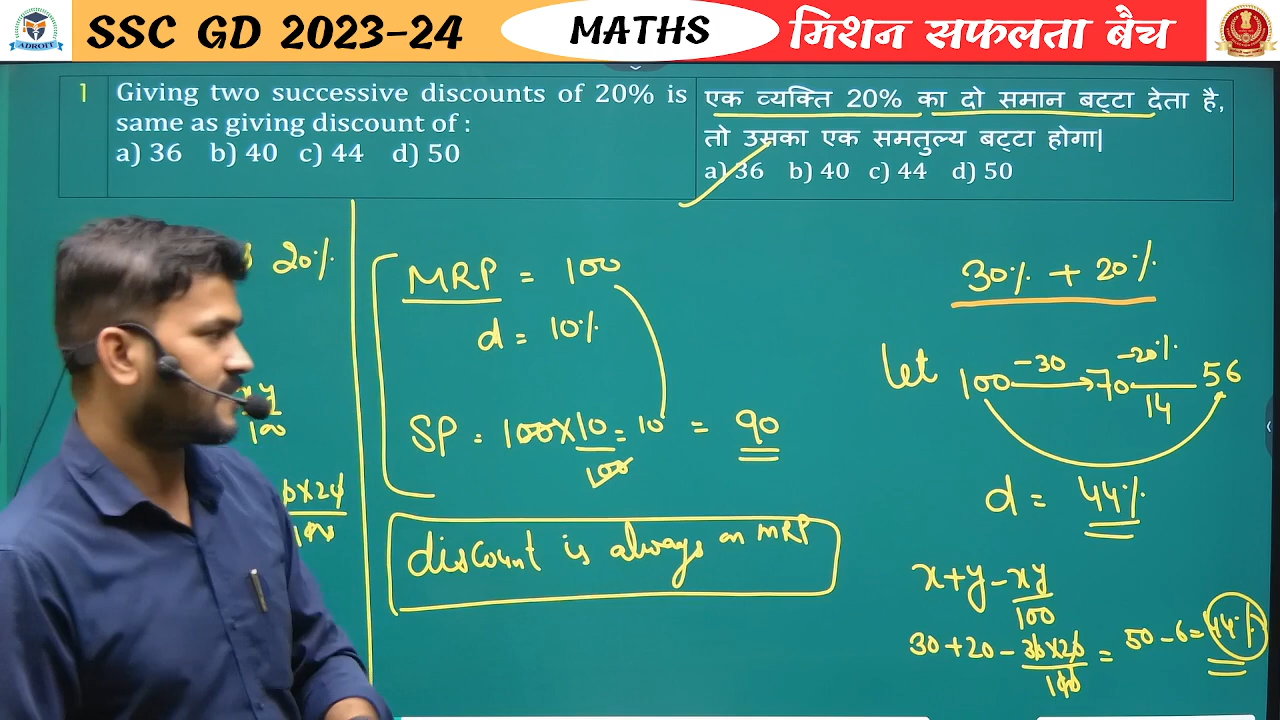 SSC GD 2023-24
MATHS
मिशन सफलता बैच
ADROIT
1
Giving two successive discounts of 20% is
same as giving discount of :
a) 36 b) 40 c) 44 d) 50
एक व्यक्ति 20% का दो समान बट्टा देता है,
तो उसका एक समतुल्य बट्टा होगा|
a) 36 b) 40 c) 44 d) 50
20%
100
MRP = 100
d = 10%
SP = 100×10/100 = 10 = 90
discount is always on MRP
30% + 20%
let 100 -30 70 -20% 14 56
d = 44%
x+y-xy/100
30+20-30×20/100 = 50-6= 44%